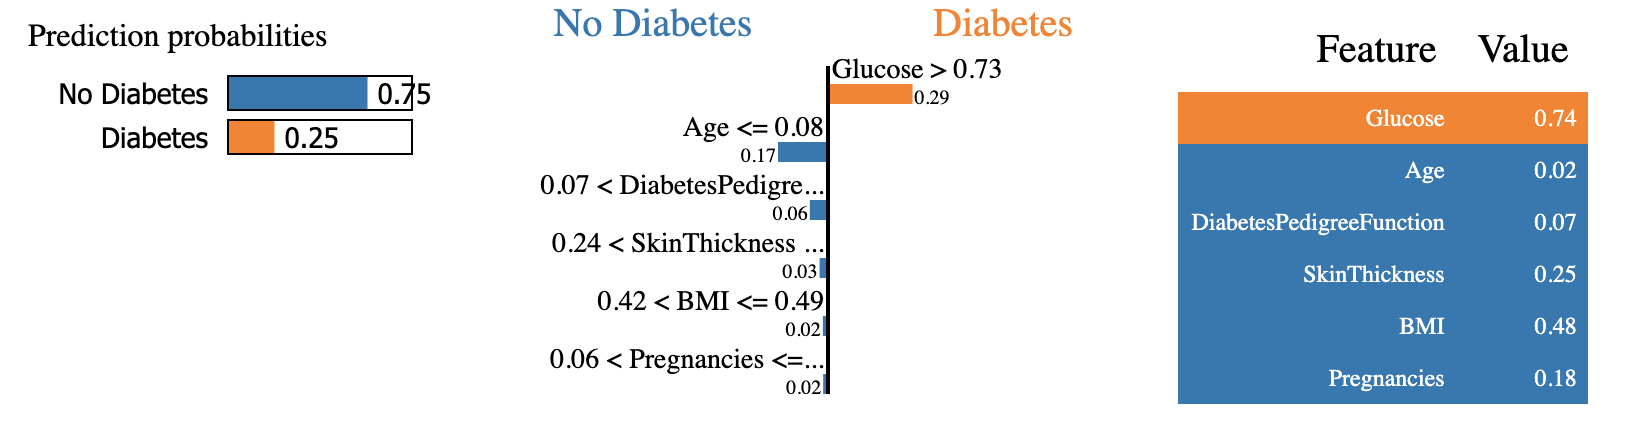 Prediction probabilities
No Diabetes 0.75
Diabetes 0.25
No Diabetes Diabetes
Glucose > 0.73
0.29
Age <= 0.08
0.17
0.07 < DiabetesPedigre...
0.06
0.24 < SkinThickness ...
0.03
0.42 < BMI <= 0.49
0.02
0.06 < Pregnancies <=...
0.02
Feature Value
Glucose 0.74
Age 0.02
DiabetesPedigreeFunction 0.07
SkinThickness 0.25
BMI 0.48
Pregnancies 0.18